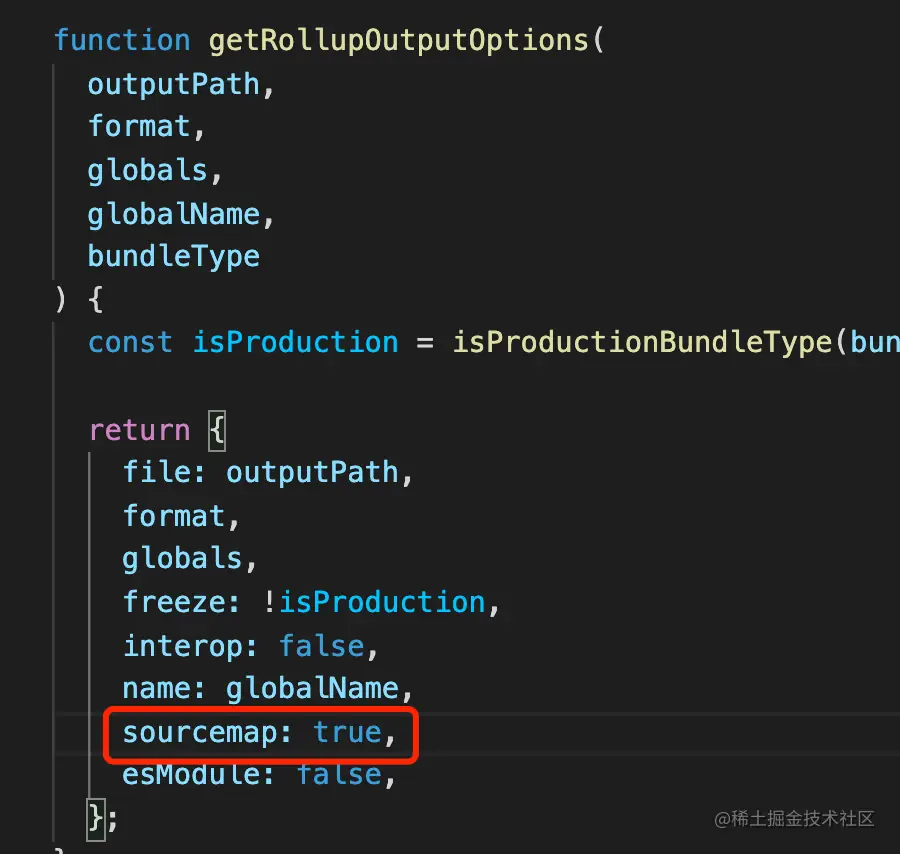 function getRollupOutputOptions(
  outputPath,
  format,
  globals,
  globalName,
  bundleType
) {
  const isProduction = isProductionBundleType(bun
  return {
    file: outputPath,
    format,
    globals,
    freeze: !isProduction,
    interop: false,
    name: globalName,
    sourcemap: true,
    esModule: false,
  };
@稀土掘金技术社区